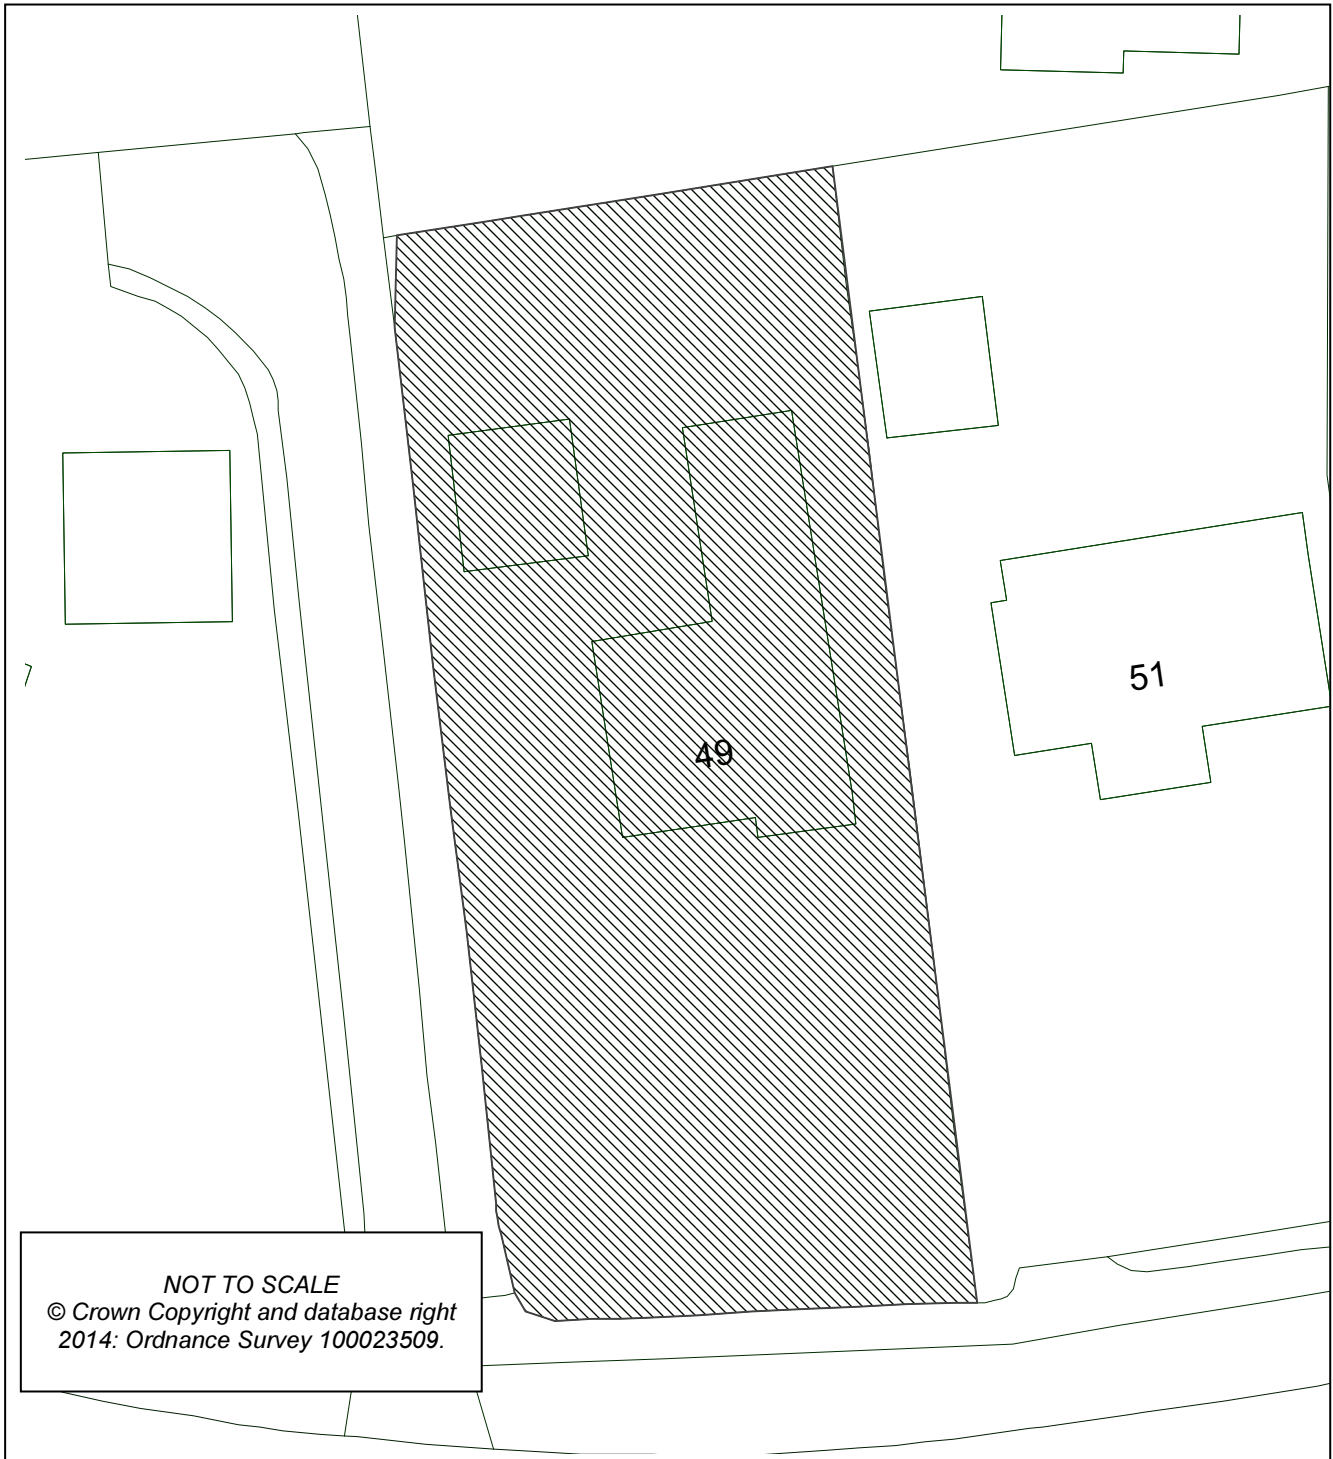 51
49
NOT TO SCALE
© Crown Copyright and database right
2014: Ordnance Survey 100023509.